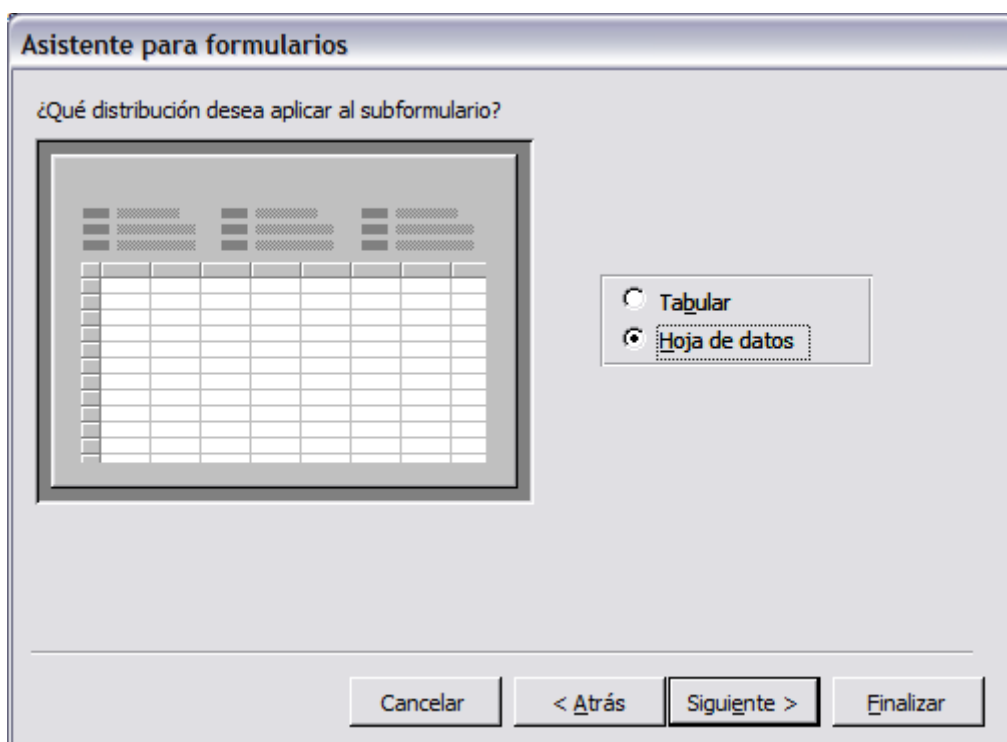 Asistente para formularios
¿Qué distribución desea aplicar al subformulario?
Tabular
Hoja de datos
Cancelar
< Atrás
Siguiente >
Finalizar